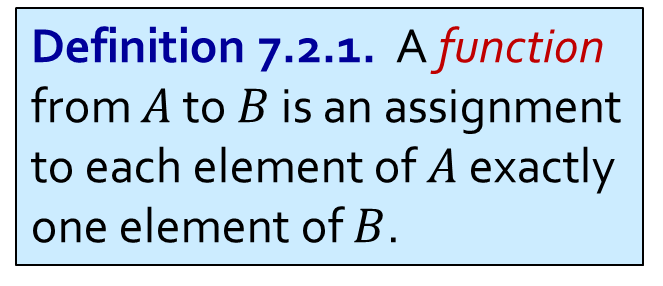 Definition 7.2.1. A function
from A to B is an assignment
to each element of A exactly
one element of B.